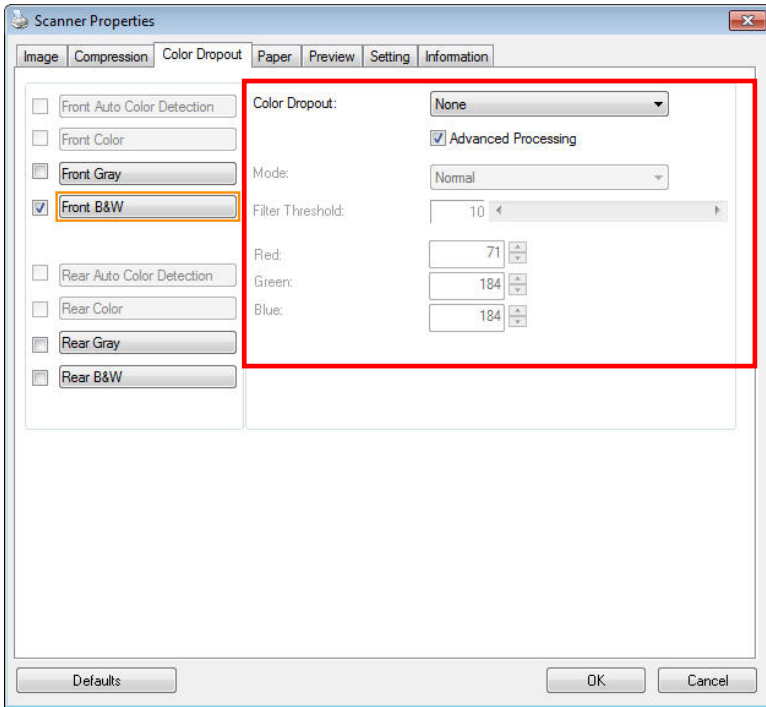 Scanner Properties
Image Compression Color Dropout Paper Preview Setting Information
Front Auto Color Detection
Front Color
Front Gray
Front B&W
Rear Auto Color Detection
Rear Color
Rear Gray
Rear B&W
Color Dropout: None
Advanced Processing
Mode: Normal
Filter Threshold: 10
Red: 71
Green: 184
Blue: 184
Defaults OK Cancel